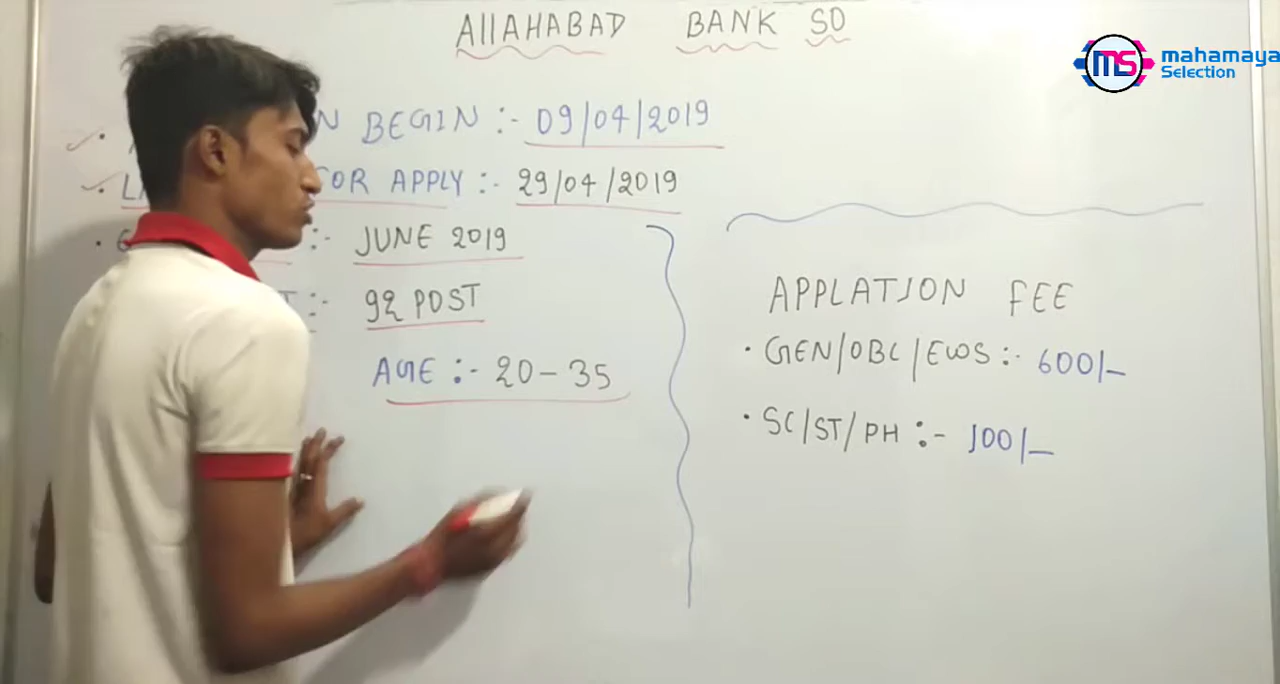 AllAHABAD BANK SO
mahamaya
Selection
MS
N BEGIN :- 09/04/2019
FOR APPLY :- 29/04/2019
:- JUNE 2019
T :- 92 POST
AGE :- 20-35
APPLATION FEE
• GEN/OBC/EWS :- 600/-
• SC/ST/PH :- 100/-